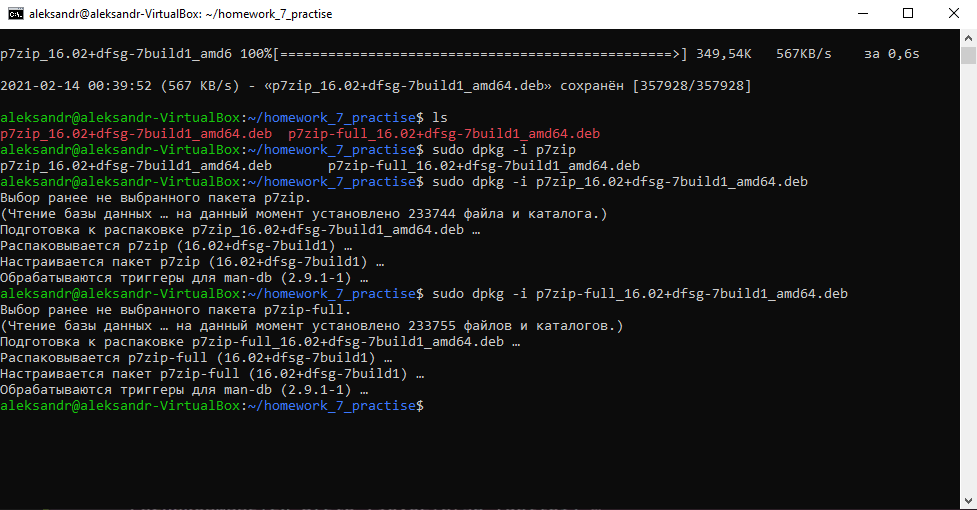 aleksandr@aleksandr-VirtualBox: ~/homework_7_practise
p7zip_16.02+dfsg-7build1_amd6 100%[=================================================>] 349,54K   567KB/s    за 0,6s
2021-02-14 00:39:52 (567 KB/s) - «p7zip_16.02+dfsg-7build1_amd64.deb» сохранён [357928/357928]
aleksandr@aleksandr-VirtualBox:~/homework_7_practise$ ls
p7zip_16.02+dfsg-7build1_amd64.deb  p7zip-full_16.02+dfsg-7build1_amd64.deb
aleksandr@aleksandr-VirtualBox:~/homework_7_practise$ sudo dpkg -i p7zip
p7zip_16.02+dfsg-7build1_amd64.deb       p7zip-full_16.02+dfsg-7build1_amd64.deb
aleksandr@aleksandr-VirtualBox:~/homework_7_practise$ sudo dpkg -i p7zip_16.02+dfsg-7build1_amd64.deb
Выбор ранее не выбранного пакета p7zip.
(Чтение базы данных … на данный момент установлено 233744 файла и каталога.)
Подготовка к распаковке p7zip_16.02+dfsg-7build1_amd64.deb …
Распаковывается p7zip (16.02+dfsg-7build1) …
Настраивается пакет p7zip (16.02+dfsg-7build1) …
Обрабатываются триггеры для man-db (2.9.1-1) …
aleksandr@aleksandr-VirtualBox:~/homework_7_practise$ sudo dpkg -i p7zip-full_16.02+dfsg-7build1_amd64.deb
Выбор ранее не выбранного пакета p7zip-full.
(Чтение базы данных … на данный момент установлено 233755 файлов и каталогов.)
Подготовка к распаковке p7zip-full_16.02+dfsg-7build1_amd64.deb …
Распаковывается p7zip-full (16.02+dfsg-7build1) …
Настраивается пакет p7zip-full (16.02+dfsg-7build1) …
Обрабатываются триггеры для man-db (2.9.1-1) …
aleksandr@aleksandr-VirtualBox:~/homework_7_practise$